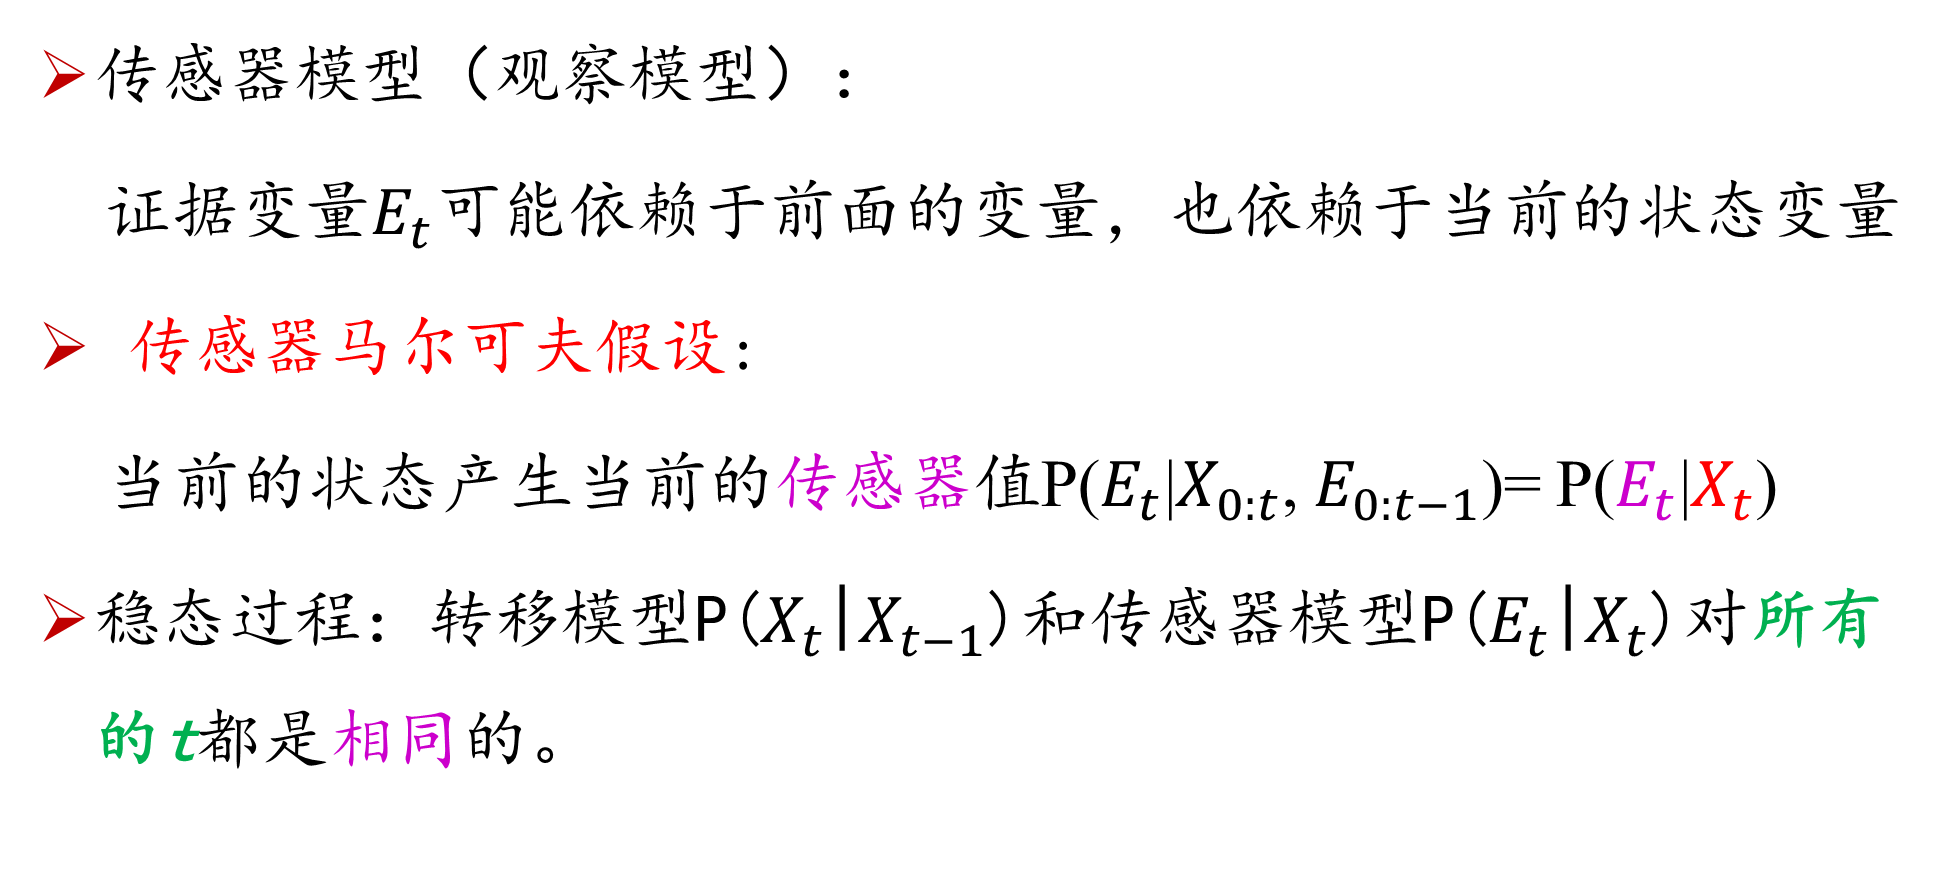 ➢传感器模型（观察模型）：
证据变量E_t可能依赖于前面的变量，也依赖于当前的状态变量
➢ 传感器马尔可夫假设：
当前的状态产生当前的传感器值P(E_t|X_{0:t}, E_{0:t−1})= P(E_t|X_t)
➢稳态过程：转移模型P(X_t|X_{t−1})和传感器模型P(E_t|X_t)对所有
的t都是相同的。